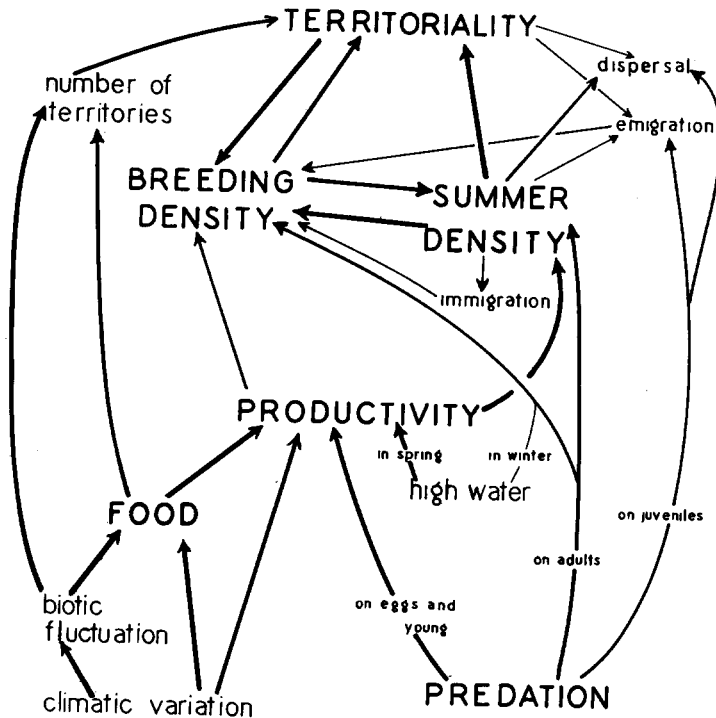 TERRITORIALITY
dispersal
number of
territories
emigration
BREEDING
DENSITY
SUMMER
DENSITY
immigration
PRODUCTIVITY
in spring
in winter
high water
FOOD
on juveniles
on adults
biotic
fluctuation
on eggs and
young
climatic variation
PREDATION